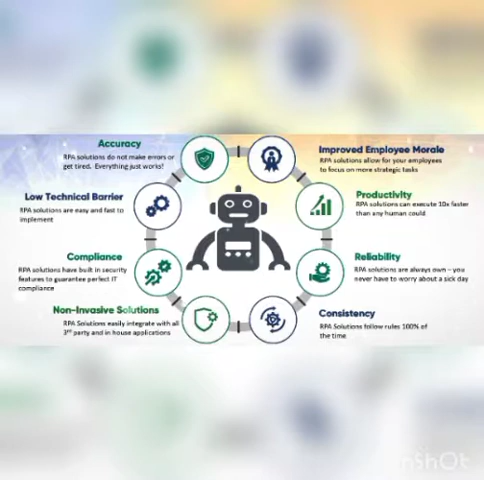 Accuracy
RPA solutions do not make errors or
get tired. Everything just works!
Low Technical Barrier
RPA solutions are easy and fast to
implement
Compliance
RPA solutions have built in security
features to guarantee perfect IT
compliance
Non-Invasive Solutions
RPA Solutions easily integrate with all
3rd party and in house applications
Improved Employee Morale
RPA solutions allow for your employees
to focus on more strategic tasks
Productivity
RPA solutions can execute 10x faster
than any human could
Reliability
RPA solutions are always own – you
never have to worry about a sick day
Consistency
RPA Solutions follow rules 100% of
the time
InShOt